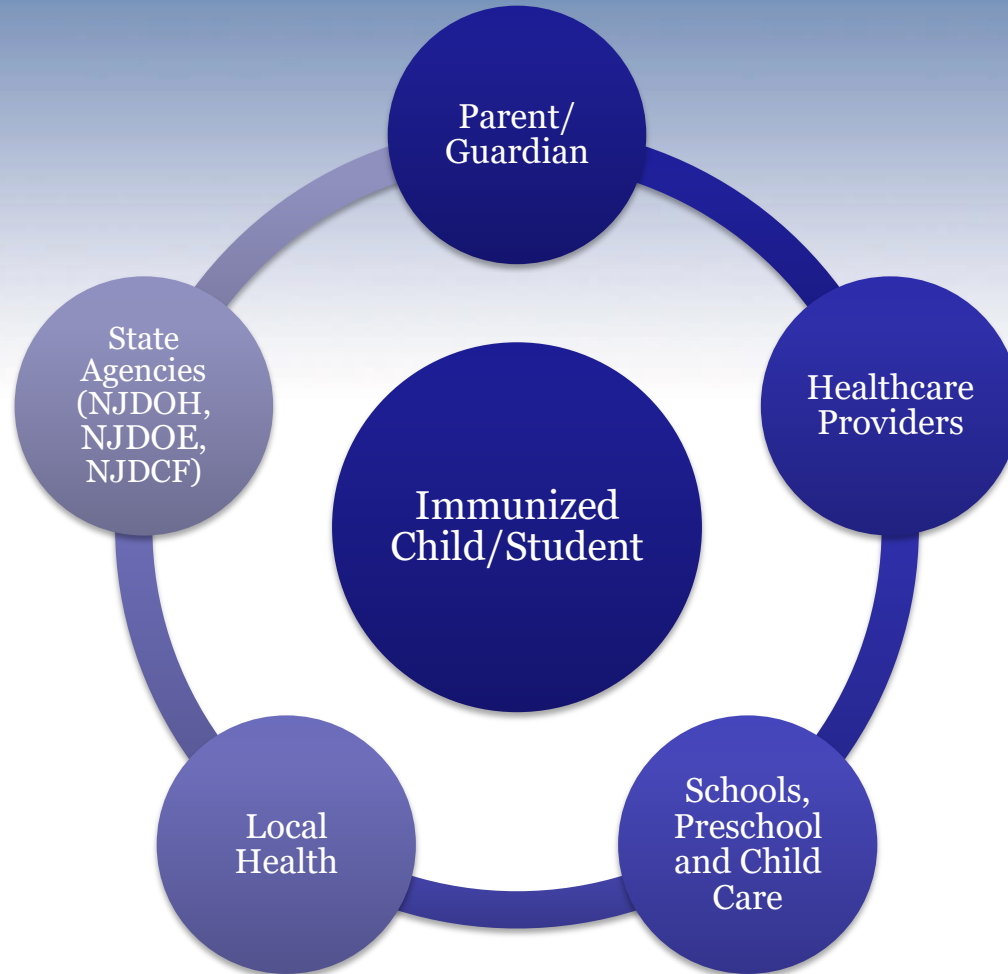 Parent/
Guardian
Healthcare
Providers
Schools,
Preschool
and Child
Care
Local
Health
State
Agencies
(NJDOH,
NJDOE,
NJDCF)
Immunized
Child/Student